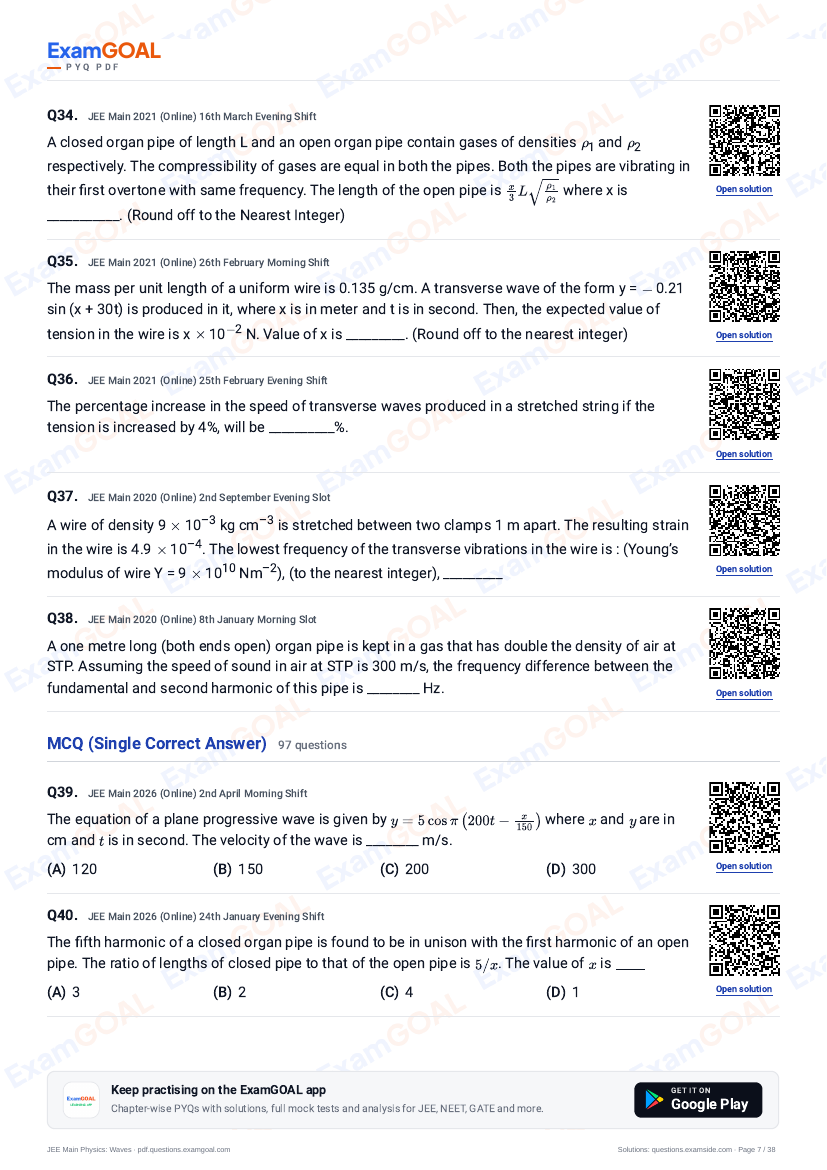 ExamGOAL
PYQ PDF
Q34. JEE Main 2021 (Online) 16th March Evening Shift
A closed organ pipe of length L and an open organ pipe contain gases of densities ρ₁ and ρ₂
respectively. The compressibility of gases are equal in both the pipes. Both the pipes are vibrating in
their first overtone with same frequency. The length of the open pipe is $\frac{x}{3}L\sqrt{\frac{\rho_1}{\rho_2}}$ where x is
___________. (Round off to the Nearest Integer)
Open solution
Q35. JEE Main 2021 (Online) 26th February Morning Shift
The mass per unit length of a uniform wire is 0.135 g/cm. A transverse wave of the form y = − 0.21
sin (x + 30t) is produced in it, where x is in meter and t is in second. Then, the expected value of
tension in the wire is x × 10⁻² N. Value of x is _________. (Round off to the nearest integer)
Open solution
Q36. JEE Main 2021 (Online) 25th February Evening Shift
The percentage increase in the speed of transverse waves produced in a stretched string if the
tension is increased by 4%, will be __________%.
Open solution
Q37. JEE Main 2020 (Online) 2nd September Evening Slot
A wire of density 9 × 10⁻³ kg cm⁻³ is stretched between two clamps 1 m apart. The resulting strain
in the wire is 4.9 × 10⁻⁴. The lowest frequency of the transverse vibrations in the wire is : (Young's
modulus of wire Y = 9 × 10¹⁰ Nm⁻²), (to the nearest integer), _________
Open solution
Q38. JEE Main 2020 (Online) 8th January Morning Slot
A one metre long (both ends open) organ pipe is kept in a gas that has double the density of air at
STP. Assuming the speed of sound in air at STP is 300 m/s, the frequency difference between the
fundamental and second harmonic of this pipe is ________ Hz.
Open solution
MCQ (Single Correct Answer) 97 questions
Q39. JEE Main 2026 (Online) 2nd April Morning Shift
The equation of a plane progressive wave is given by $y = 5 \cos \pi \left(200t - \frac{x}{150}\right)$ where x and y are in
cm and t is in second. The velocity of the wave is ________ m/s.
(A) 120 (B) 150 (C) 200 (D) 300
Open solution
Q40. JEE Main 2026 (Online) 24th January Evening Shift
The fifth harmonic of a closed organ pipe is found to be in unison with the first harmonic of an open
pipe. The ratio of lengths of closed pipe to that of the open pipe is 5/x. The value of x is ____
(A) 3 (B) 2 (C) 4 (D) 1
Open solution
ExamGOAL
Keep practising on the ExamGOAL app
Chapter-wise PYQs with solutions, full mock tests and analysis for JEE, NEET, GATE and more.
GET IT ON
Google Play
JEE Main Physics: Waves · pdf.questions.examgoal.com
Solutions: questions.examside.com · Page 7 / 38